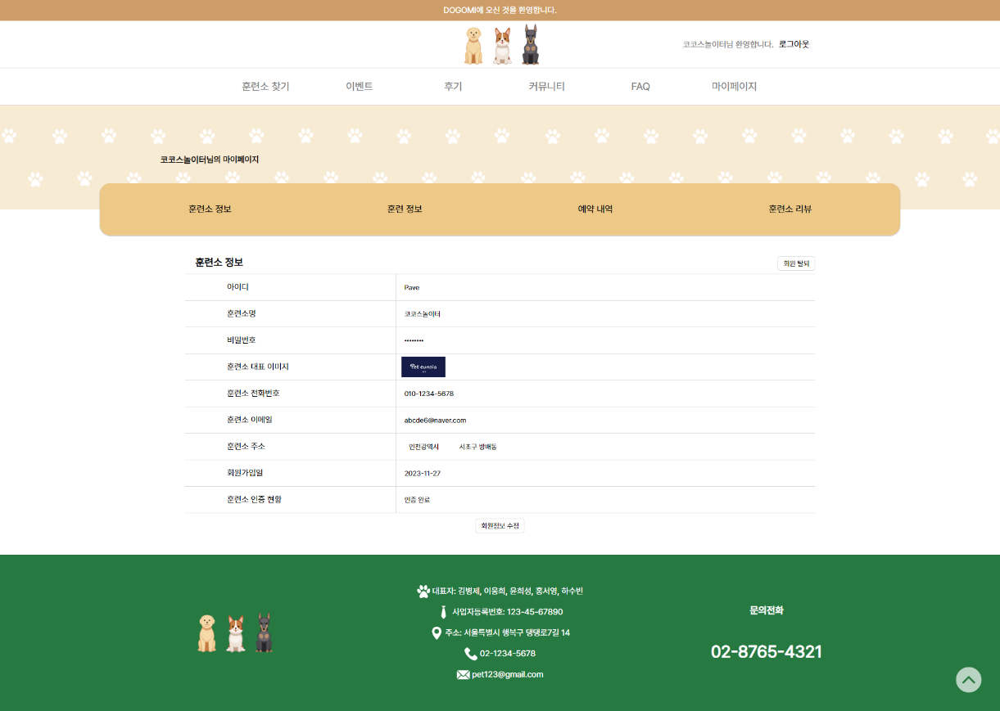 DOGOMI에 오신 것을 환영합니다.
코코스놀이터님 환영합니다. 로그아웃
훈련소 찾기 이벤트 후기 커뮤니티 FAQ 마이페이지
코코스놀이터님의 마이페이지
훈련소 정보 훈련 정보 예약 내역 훈련소 리뷰
훈련소 정보 회원 탈퇴
아이디 Pave
훈련소명 코코스놀이터
비밀번호 ••••••••
훈련소 대표 이미지 Pet eunoia
훈련소 전화번호 010-1234-5678
훈련소 이메일 abcde6@naver.com
훈련소 주소 인천광역시 서초구 방배동
회원가입일 2023-11-27
훈련소 인증 현황 인증 완료
회원정보 수정
대표자: 김병제, 이웅희, 윤희성, 홍서영, 하수빈
사업자등록번호: 123-45-67890
주소: 서울특별시 행복구 댕댕로7길 14
02-1234-5678
pet123@gmail.com
문의전화
02-8765-4321